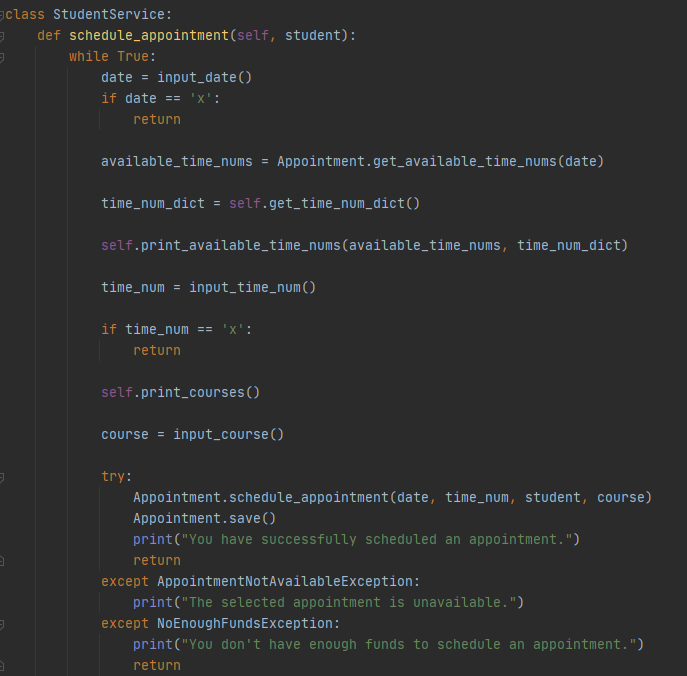 class StudentService:
    def schedule_appointment(self, student):
        while True:
            date = input_date()
            if date == 'x':
                return

            available_time_nums = Appointment.get_available_time_nums(date)

            time_num_dict = self.get_time_num_dict()

            self.print_available_time_nums(available_time_nums, time_num_dict)

            time_num = input_time_num()

            if time_num == 'x':
                return

            self.print_courses()

            course = input_course()

            try:
                Appointment.schedule_appointment(date, time_num, student, course)
                Appointment.save()
                print("You have successfully scheduled an appointment.")
                return
            except AppointmentNotAvailableException:
                print("The selected appointment is unavailable.")
            except NoEnoughFundsException:
                print("You don't have enough funds to schedule an appointment.")
                return